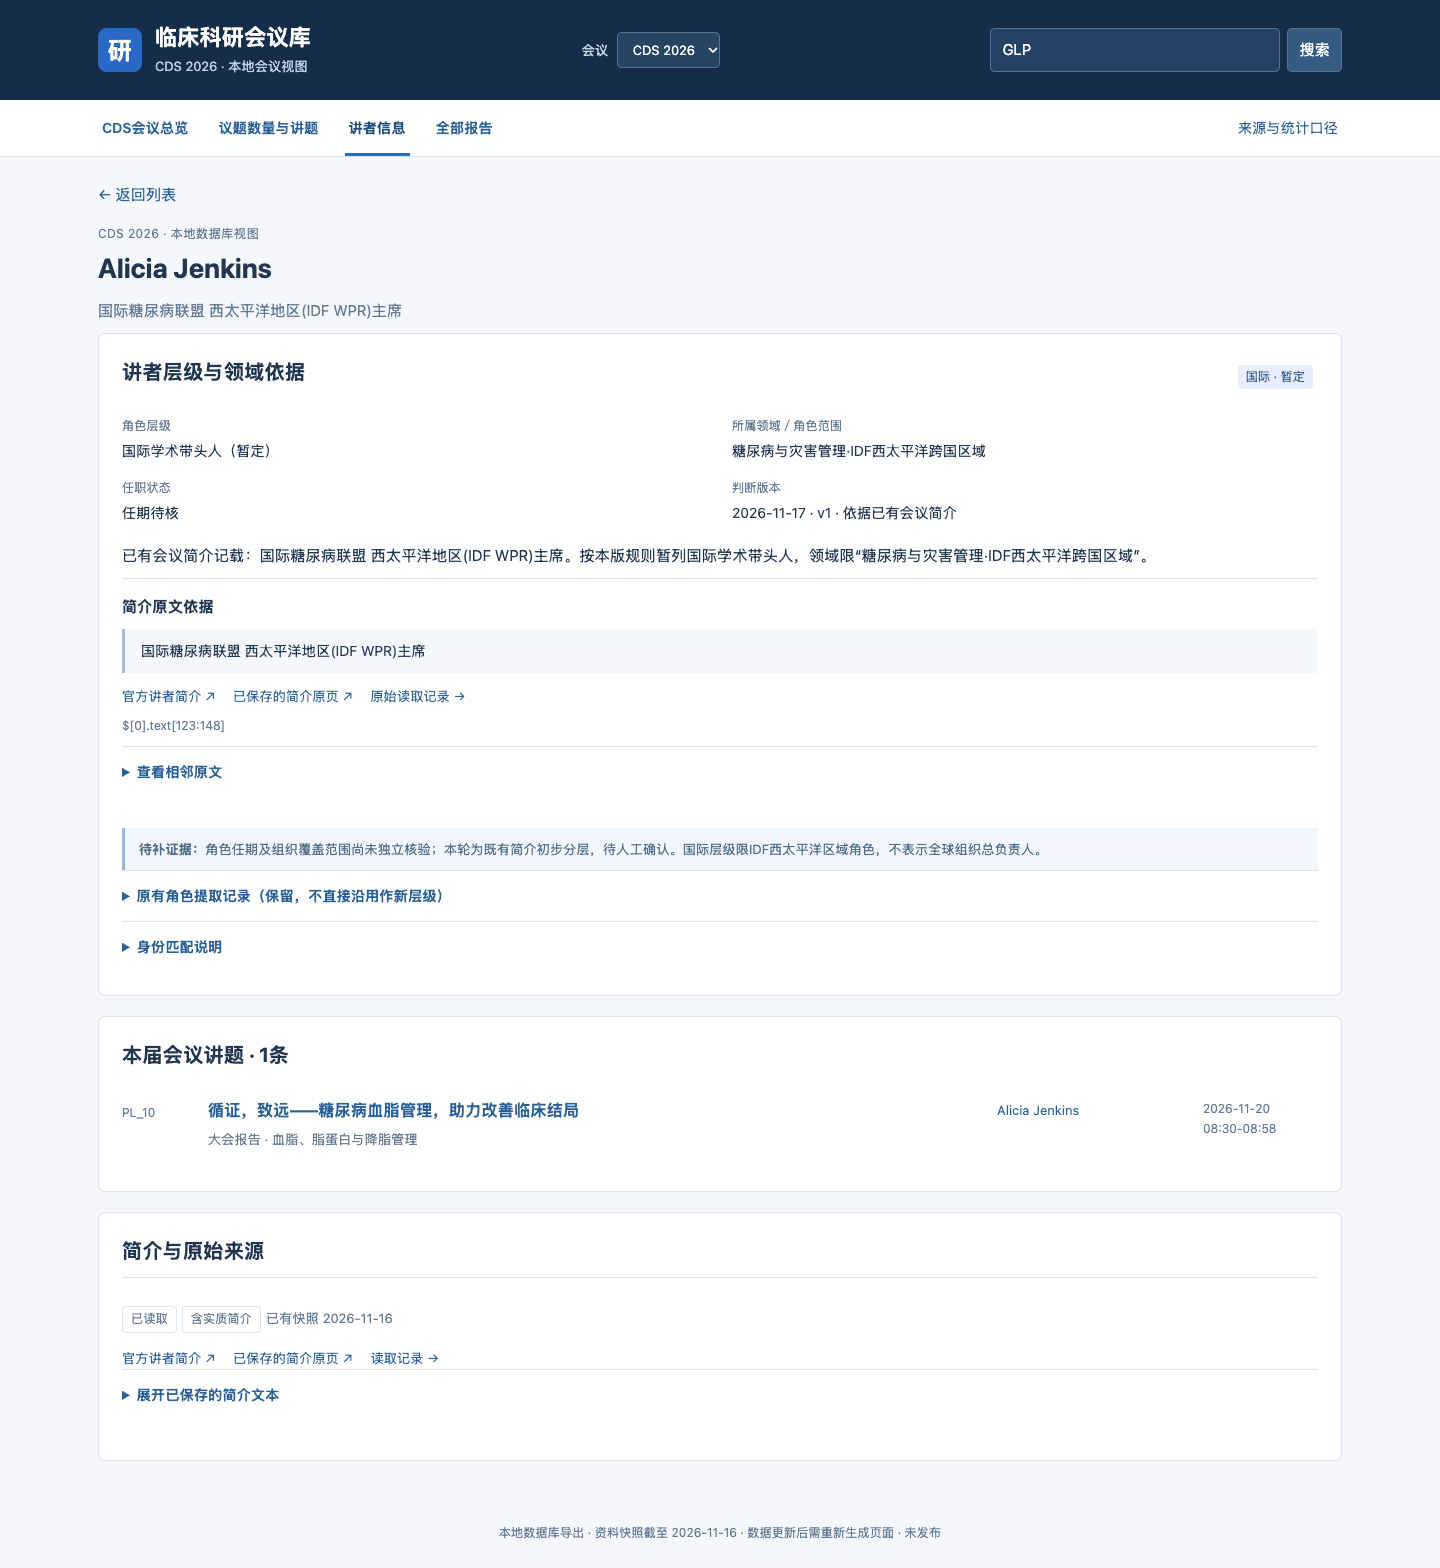 研
临床科研会议库
CDS 2026 · 本地会议视图
会议
CDS 2026
GLP
搜索
CDS会议总览
议题数量与讲题
讲者信息
全部报告
来源与统计口径
← 返回列表
CDS 2026 · 本地数据库视图
Alicia Jenkins
国际糖尿病联盟 西太平洋地区(IDF WPR)主席
讲者层级与领域依据
国际 · 暂定
角色层级
国际学术带头人（暂定）
所属领域 / 角色范围
糖尿病与灾害管理·IDF西太平洋跨国区域
任职状态
任期待核
判断版本
2026-11-17 · v1 · 依据已有会议简介
已有会议简介记载：国际糖尿病联盟 西太平洋地区(IDF WPR)主席。按本版规则暂列国际学术带头人，领域限“糖尿病与灾害管理·IDF西太平洋跨国区域”。
简介原文依据
国际糖尿病联盟 西太平洋地区(IDF WPR)主席
官方讲者简介 ↗ 已保存的简介原页 ↗ 原始读取记录 →
$[0].text[123:148]
▶ 查看相邻原文
待补证据：角色任期及组织覆盖范围尚未独立核验；本轮为既有简介初步分层，待人工确认。国际层级限IDF西太平洋区域角色，不表示全球组织总负责人。
▶ 原有角色提取记录（保留，不直接沿用作新层级）
▶ 身份匹配说明
本届会议讲题 · 1条
PL_10
循证，致远——糖尿病血脂管理，助力改善临床结局
大会报告 · 血脂、脂蛋白与降脂管理
Alicia Jenkins
2026-11-20
08:30-08:58
简介与原始来源
已读取 含实质简介 已有快照 2026-11-16
官方讲者简介 ↗ 已保存的简介原页 ↗ 读取记录 →
▶ 展开已保存的简介文本
本地数据库导出 · 资料快照截至 2026-11-16 · 数据更新后需重新生成页面 · 未发布